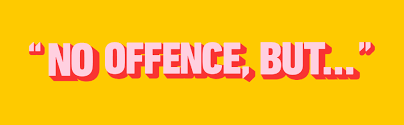 “NO OFFENCE, BUT...”